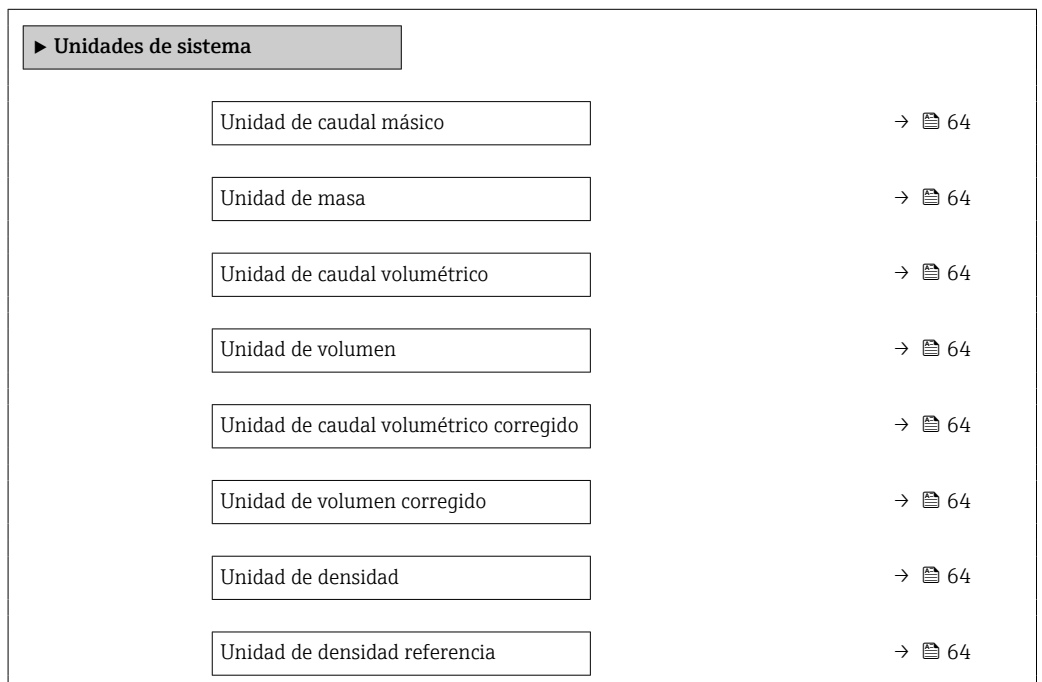 ▶ Unidades de sistema
Unidad de caudal másico → 64
Unidad de masa → 64
Unidad de caudal volumétrico → 64
Unidad de volumen → 64
Unidad de caudal volumétrico corregido → 64
Unidad de volumen corregido → 64
Unidad de densidad → 64
Unidad de densidad referencia → 64